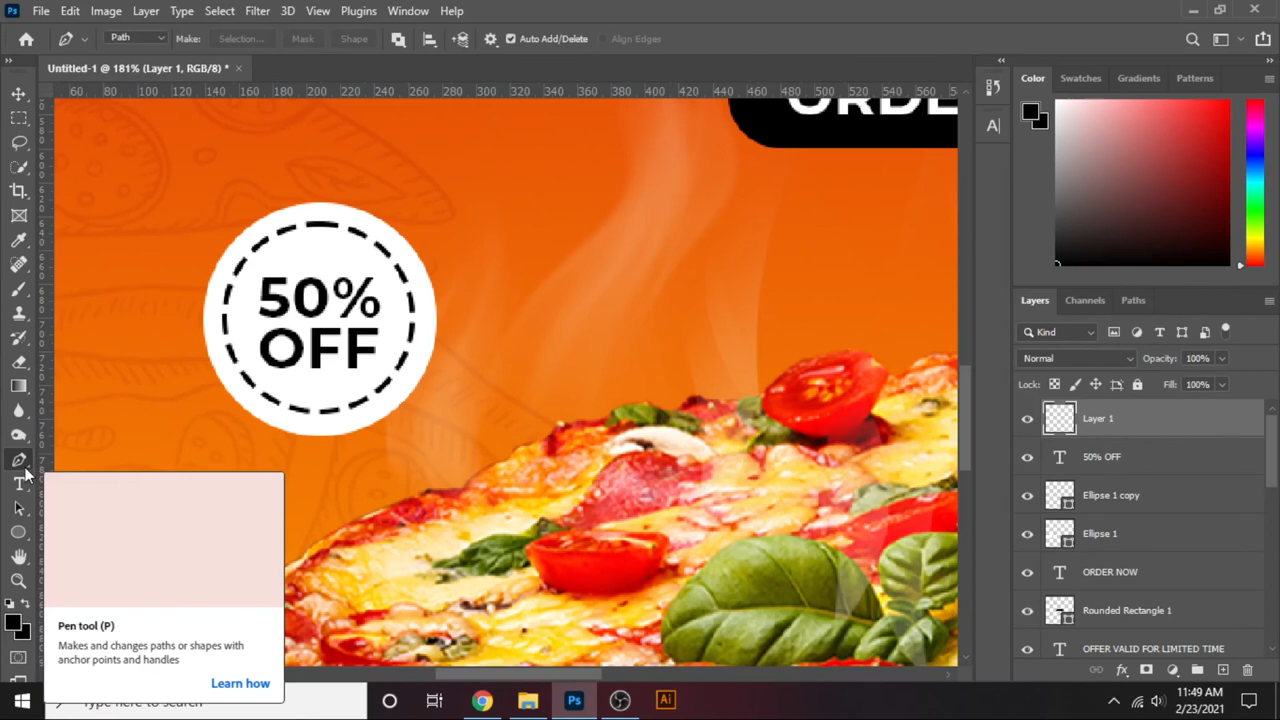 Ps File Edit Image Layer Type Select Filter 3D View Plugins Window Help
Path Make: Selection... Mask Shape Auto Add/Delete Align Edges
Untitled-1 @ 181% (Layer 1, RGB/8) * ×
60 80 100 120 140 160 180 200 220 240 260 280 300 320 340 360 380 400 420 440 460 480 500 520 540 560
Color Swatches Gradients Patterns
50%
OFF
Layers Channels Paths
Kind
Normal Opacity: 100%
Lock: Fill: 100%
Layer 1
T 50% OFF
Ellipse 1 copy
Ellipse 1
T ORDER NOW
Rounded Rectangle 1
T OFFER VALID FOR LIMITED TIME
Pen tool (P)
Makes and changes paths or shapes with
anchor points and handles
Learn how
Type here to search
Ps Ai
11:49 AM
2/23/2021